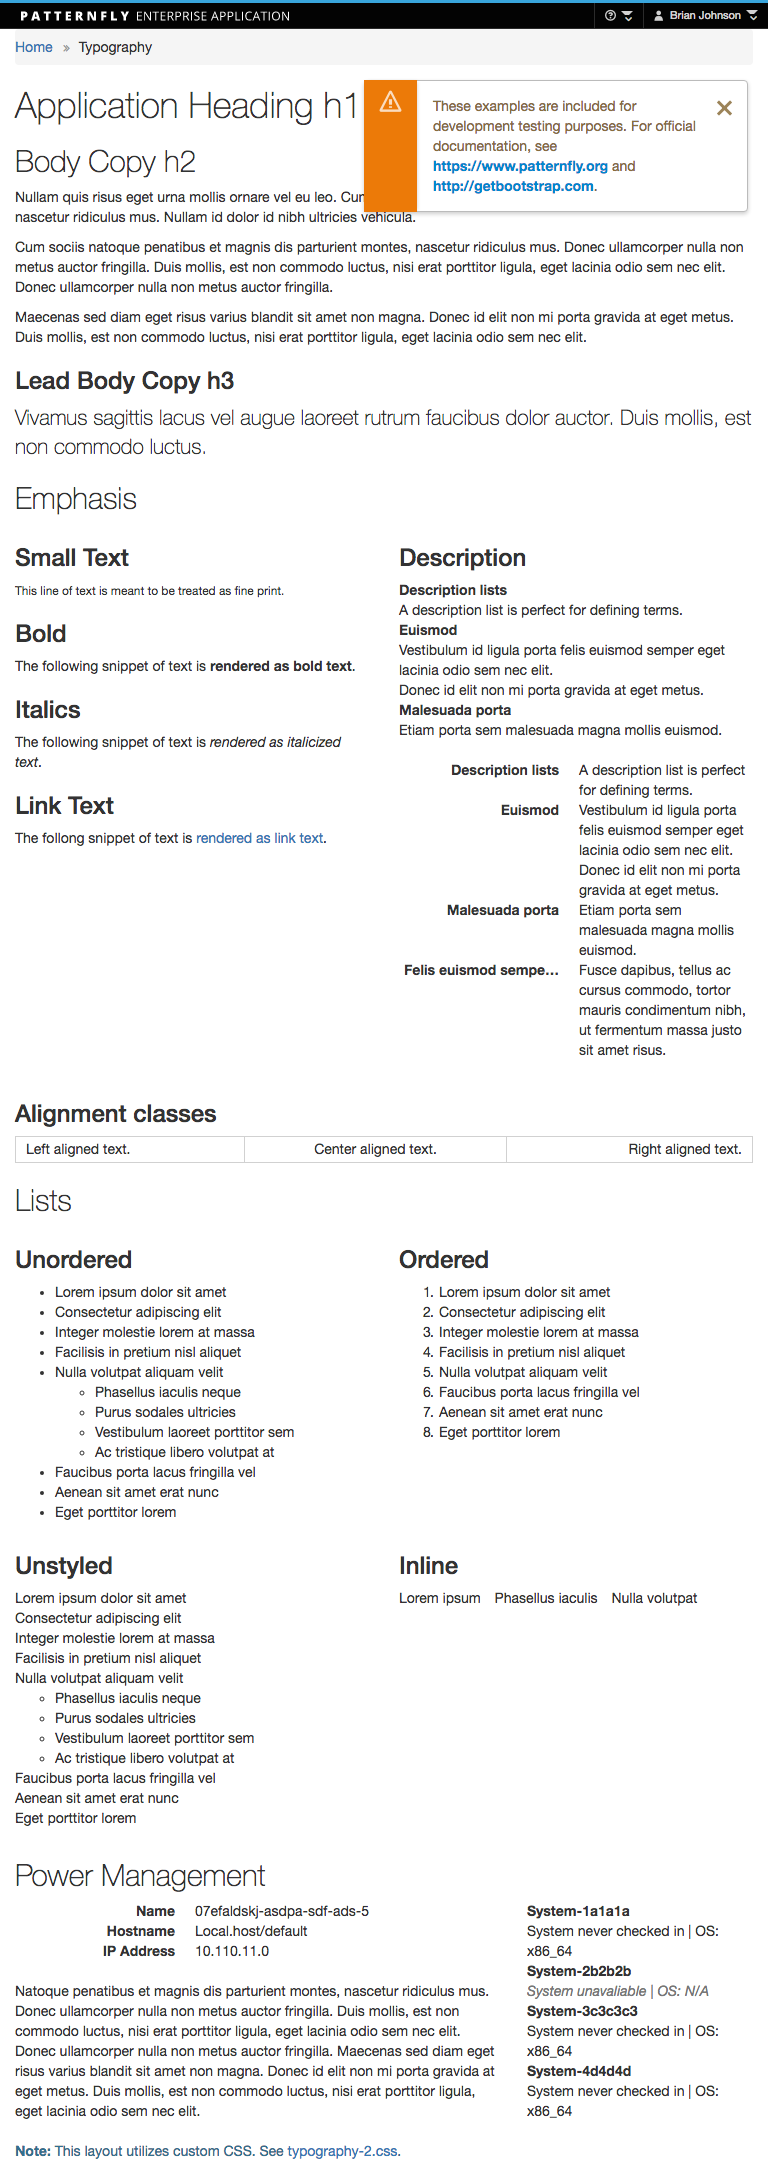 PATTERNFLY ENTERPRISE APPLICATION
Brian Johnson
Home » Typography
Application Heading h1
These examples are included for
development testing purposes. For official
documentation, see
https://www.patternfly.org and
http://getbootstrap.com.
Body Copy h2
Nullam quis risus eget urna mollis ornare vel eu leo.
nascetur ridiculus mus. Nullam id dolor id nibh ultricies vehicula.
Cum sociis natoque penatibus et magnis dis parturient montes, nascetur ridiculus mus. Donec ullamcorper nulla non
metus auctor fringilla. Duis mollis, est non commodo luctus, nisi erat porttitor ligula, eget lacinia odio sem nec elit.
Donec ullamcorper nulla non metus auctor fringilla.
Maecenas sed diam eget risus varius blandit sit amet non magna. Donec id elit non mi porta gravida at eget metus.
Duis mollis, est non commodo luctus, nisi erat porttitor ligula, eget lacinia odio sem nec elit.
Lead Body Copy h3
Vivamus sagittis lacus vel augue laoreet rutrum faucibus dolor auctor. Duis mollis, est
non commodo luctus.
Emphasis
Small Text
This line of text is meant to be treated as fine print.
Bold
The following snippet of text is rendered as bold text.
Italics
The following snippet of text is rendered as italicized
text.
Link Text
The follong snippet of text is rendered as link text.
Description
Description lists
A description list is perfect for defining terms.
Euismod
Vestibulum id ligula porta felis euismod semper eget
lacinia odio sem nec elit.
Donec id elit non mi porta gravida at eget metus.
Malesuada porta
Etiam porta sem malesuada magna mollis euismod.
Description lists A description list is perfect
for defining terms.
Euismod Vestibulum id ligula porta
felis euismod semper eget
lacinia odio sem nec elit.
Donec id elit non mi porta
gravida at eget metus.
Malesuada porta Etiam porta sem
malesuada magna mollis
euismod.
Felis euismod sempe... Fusce dapibus, tellus ac
cursus commodo, tortor
mauris condimentum nibh,
ut fermentum massa justo
sit amet risus.
Alignment classes
Left aligned text. Center aligned text. Right aligned text.
Lists
Unordered
• Lorem ipsum dolor sit amet
• Consectetur adipiscing elit
• Integer molestie lorem at massa
• Facilisis in pretium nisl aliquet
• Nulla volutpat aliquam velit
◦ Phasellus iaculis neque
◦ Purus sodales ultricies
◦ Vestibulum laoreet porttitor sem
◦ Ac tristique libero volutpat at
• Faucibus porta lacus fringilla vel
• Aenean sit amet erat nunc
• Eget porttitor lorem
Ordered
1. Lorem ipsum dolor sit amet
2. Consectetur adipiscing elit
3. Integer molestie lorem at massa
4. Facilisis in pretium nisl aliquet
5. Nulla volutpat aliquam velit
6. Faucibus porta lacus fringilla vel
7. Aenean sit amet erat nunc
8. Eget porttitor lorem
Unstyled
Lorem ipsum dolor sit amet
Consectetur adipiscing elit
Integer molestie lorem at massa
Facilisis in pretium nisl aliquet
Nulla volutpat aliquam velit
◦ Phasellus iaculis neque
◦ Purus sodales ultricies
◦ Vestibulum laoreet porttitor sem
◦ Ac tristique libero volutpat at
Faucibus porta lacus fringilla vel
Aenean sit amet erat nunc
Eget porttitor lorem
Inline
Lorem ipsum Phasellus iaculis Nulla volutpat
Power Management
Name 07efaldskj-asdpa-sdf-ads-5
Hostname Local.host/default
IP Address 10.110.11.0
Natoque penatibus et magnis dis parturient montes, nascetur ridiculus mus.
Donec ullamcorper nulla non metus auctor fringilla. Duis mollis, est non
commodo luctus, nisi erat porttitor ligula, eget lacinia odio sem nec elit.
Donec ullamcorper nulla non metus auctor fringilla. Maecenas sed diam eget
risus varius blandit sit amet non magna. Donec id elit non mi porta gravida at
eget metus. Duis mollis, est non commodo luctus, nisi erat porttitor ligula,
eget lacinia odio sem nec elit.
System-1a1a1a
System never checked in | OS:
x86_64
System-2b2b2b
System unavaliable | OS: N/A
System-3c3c3c3
System never checked in | OS:
x86_64
System-4d4d4d
System never checked in | OS:
x86_64
Note: This layout utilizes custom CSS. See typography-2.css.